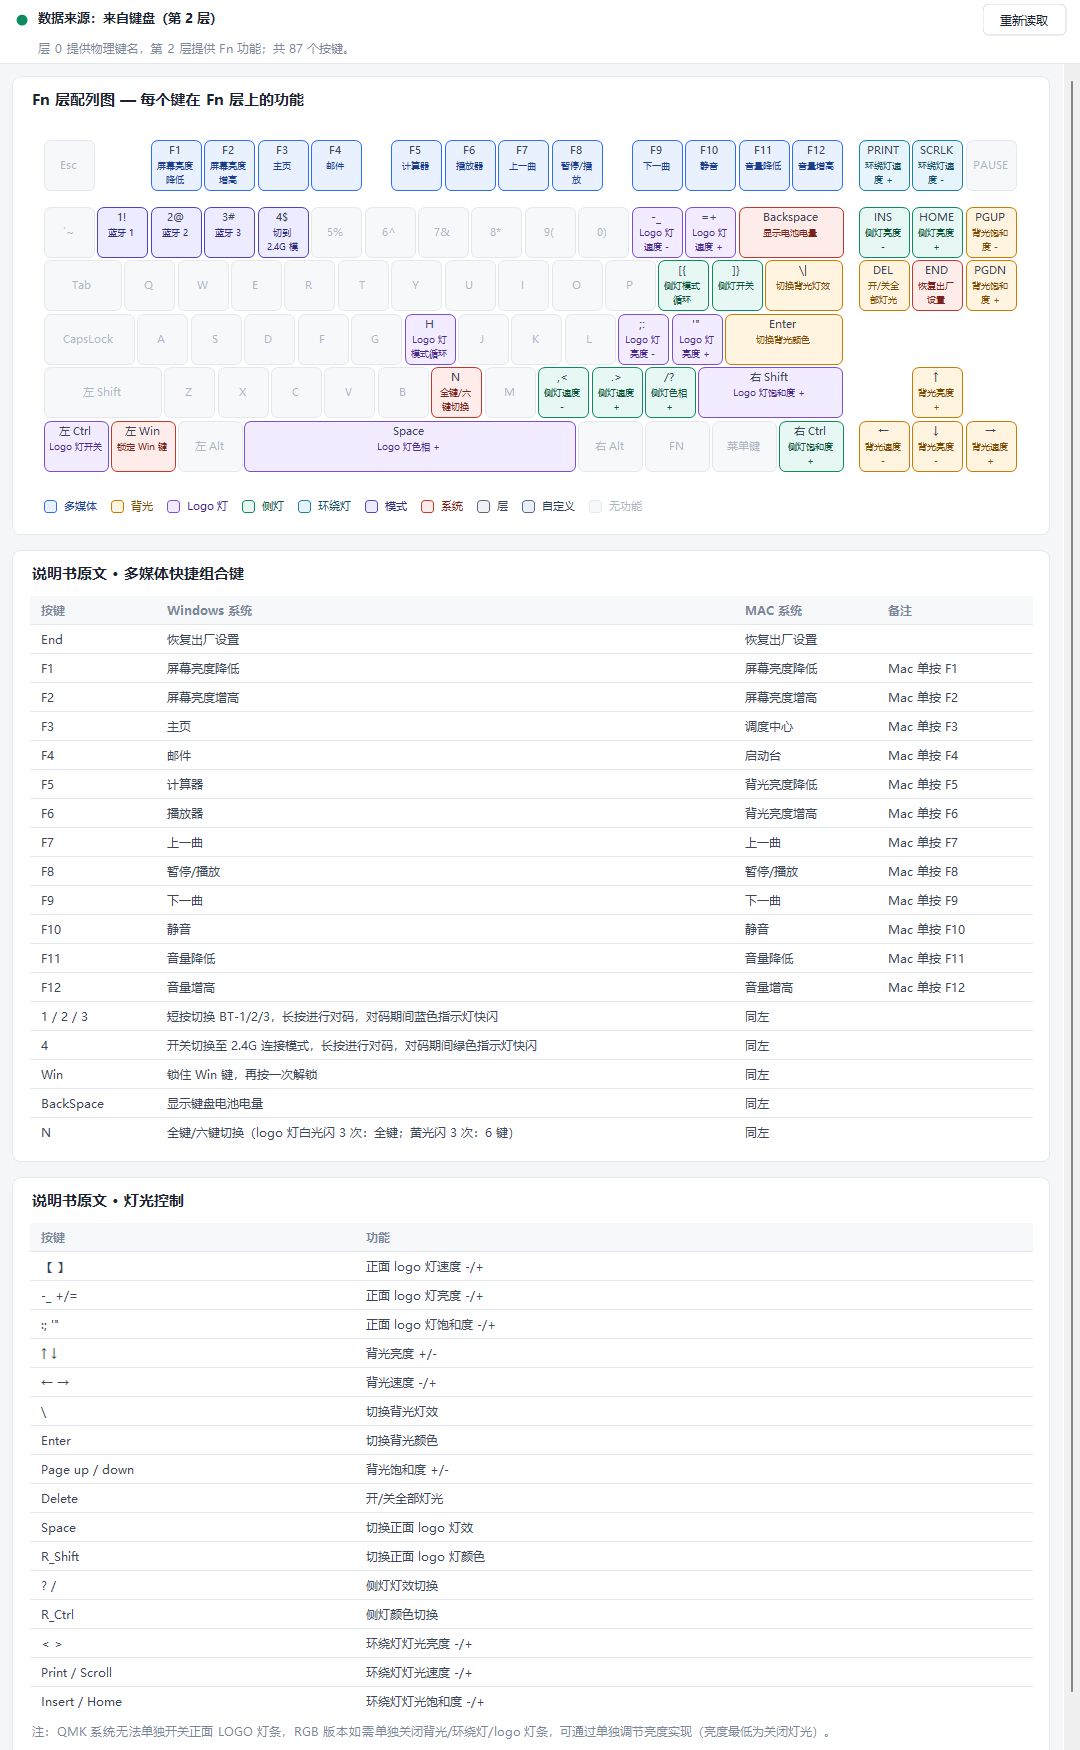 数据来源：来自键盘（第 2 层）
重新读取
层 0 提供物理键名，第 2 层提供 Fn 功能；共 87 个按键。
Fn 层配列图 — 每个键在 Fn 层上的功能
Esc
F1 屏幕亮度降低
F2 屏幕亮度增高
F3 主页
F4 邮件
F5 计算器
F6 播放器
F7 上一曲
F8 暂停/播放
F9 下一曲
F10 静音
F11 音量降低
F12 音量增高
PRINT 环绕灯速度 +
SCRLK 环绕灯速度 -
PAUSE
`~
1! 蓝牙 1
2@ 蓝牙 2
3# 蓝牙 3
4$ 切到 2.4G 模
5%
6^
7&
8*
9(
0)
-_ Logo 灯速度 -
=+ Logo 灯速度 +
Backspace 显示电池电量
INS 侧灯亮度 -
HOME 侧灯亮度 +
PGUP 背光饱和度 -
Tab
Q
W
E
R
T
Y
U
I
O
P
[{ 侧灯模式循环
]} 侧灯开关
\| 切换背光灯效
DEL 开/关全部灯光
END 恢复出厂设置
PGDN 背光饱和度 +
CapsLock
A
S
D
F
G
H Logo 灯模式循环
J
K
L
;: Logo 灯亮度 -
'" Logo 灯亮度 +
Enter 切换背光颜色
左 Shift
Z
X
C
V
B
N 全键/六键切换
M
,< 侧灯速度 -
.> 侧灯速度 +
/? 侧灯色相 +
右 Shift Logo 灯饱和度 +
↑ 背光亮度 +
左 Ctrl Logo 灯开关
左 Win 锁定 Win 键
左 Alt
Space Logo 灯色相 +
右 Alt
FN
菜单键
右 Ctrl 侧灯饱和度 +
← 背光速度 -
↓ 背光亮度 -
→ 背光速度 +
多媒体 背光 Logo 灯 侧灯 环绕灯 模式 系统 层 自定义 无功能
说明书原文 • 多媒体快捷组合键
按键 Windows 系统 MAC 系统 备注
End 恢复出厂设置 恢复出厂设置
F1 屏幕亮度降低 屏幕亮度降低 Mac 单按 F1
F2 屏幕亮度增高 屏幕亮度增高 Mac 单按 F2
F3 主页 调度中心 Mac 单按 F3
F4 邮件 启动台 Mac 单按 F4
F5 计算器 背光亮度降低 Mac 单按 F5
F6 播放器 背光亮度增高 Mac 单按 F6
F7 上一曲 上一曲 Mac 单按 F7
F8 暂停/播放 暂停/播放 Mac 单按 F8
F9 下一曲 下一曲 Mac 单按 F9
F10 静音 静音 Mac 单按 F10
F11 音量降低 音量降低 Mac 单按 F11
F12 音量增高 音量增高 Mac 单按 F12
1 / 2 / 3 短按切换 BT-1/2/3，长按进行对码，对码期间蓝色指示灯快闪 同左
4 开关切换至 2.4G 连接模式，长按进行对码，对码期间绿色指示灯快闪 同左
Win 锁住 Win 键，再按一次解锁 同左
BackSpace 显示键盘电池电量 同左
N 全键/六键切换（logo 灯白光闪 3 次：全键；黄光闪 3 次：6 键） 同左
说明书原文 • 灯光控制
按键 功能
【 】 正面 logo 灯速度 -/+
-_ +/= 正面 logo 灯亮度 -/+
:; '" 正面 logo 灯饱和度 -/+
↑↓ 背光亮度 +/-
← → 背光速度 -/+
\ 切换背光灯效
Enter 切换背光颜色
Page up / down 背光饱和度 +/-
Delete 开/关全部灯光
Space 切换正面 logo 灯效
R_Shift 切换正面 logo 灯颜色
? / 侧灯灯效切换
R_Ctrl 侧灯颜色切换
< > 环绕灯灯光亮度 -/+
Print / Scroll 环绕灯灯光速度 -/+
Insert / Home 环绕灯灯光饱和度 -/+
注：QMK 系统无法单独开关正面 LOGO 灯条，RGB 版本如需单独关闭背光/环绕灯/logo 灯条，可通过单独调节亮度实现（亮度最低为关闭灯光）。